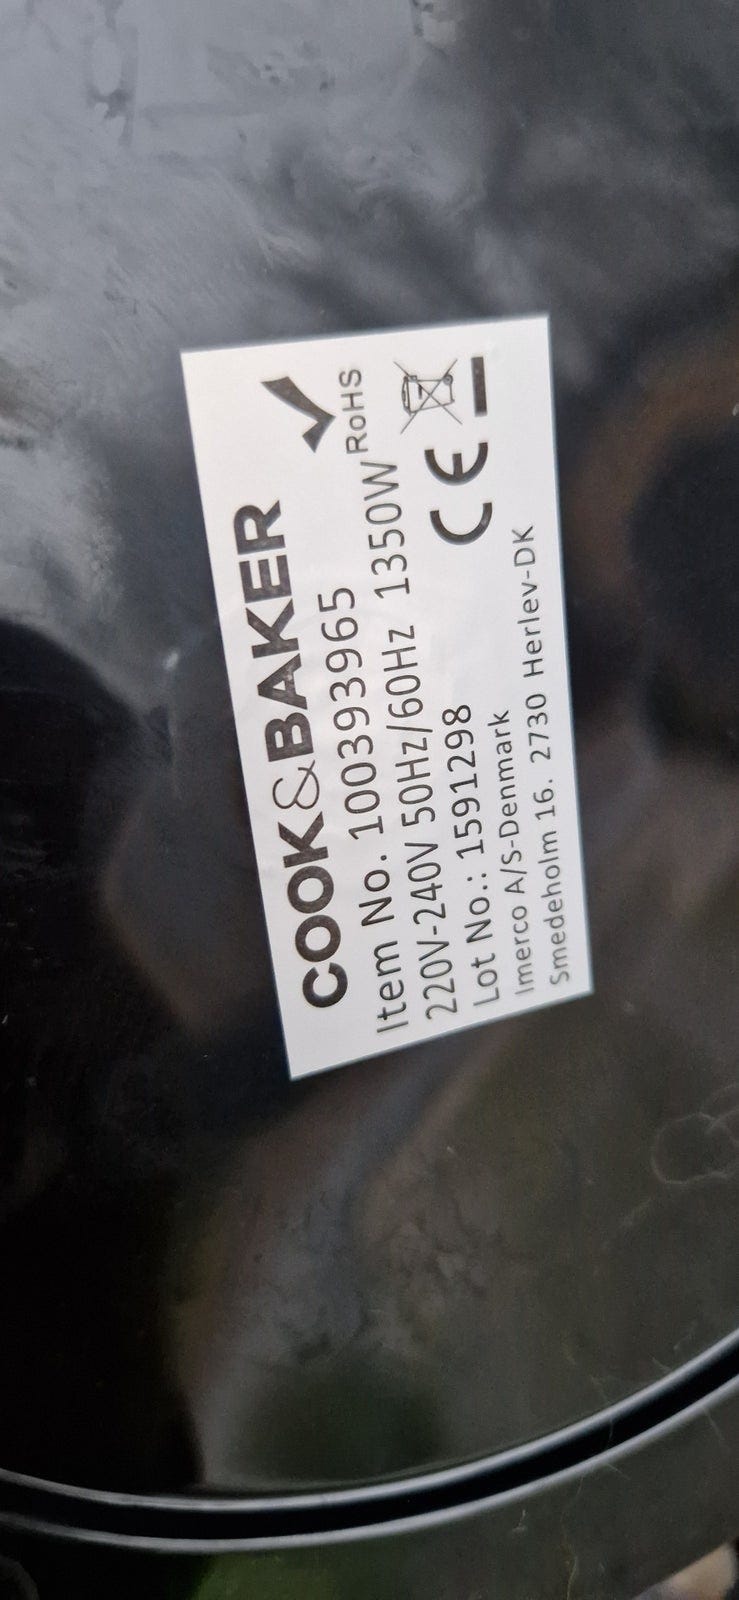 COOK&BAKER
Item No. 100393965
RoHS
220V-240V 50Hz/60Hz 1350W
Lot No.: 1591298
CE
Imerco A/S-Denmark
Smedeholm 16. 2730 Herlev-DK